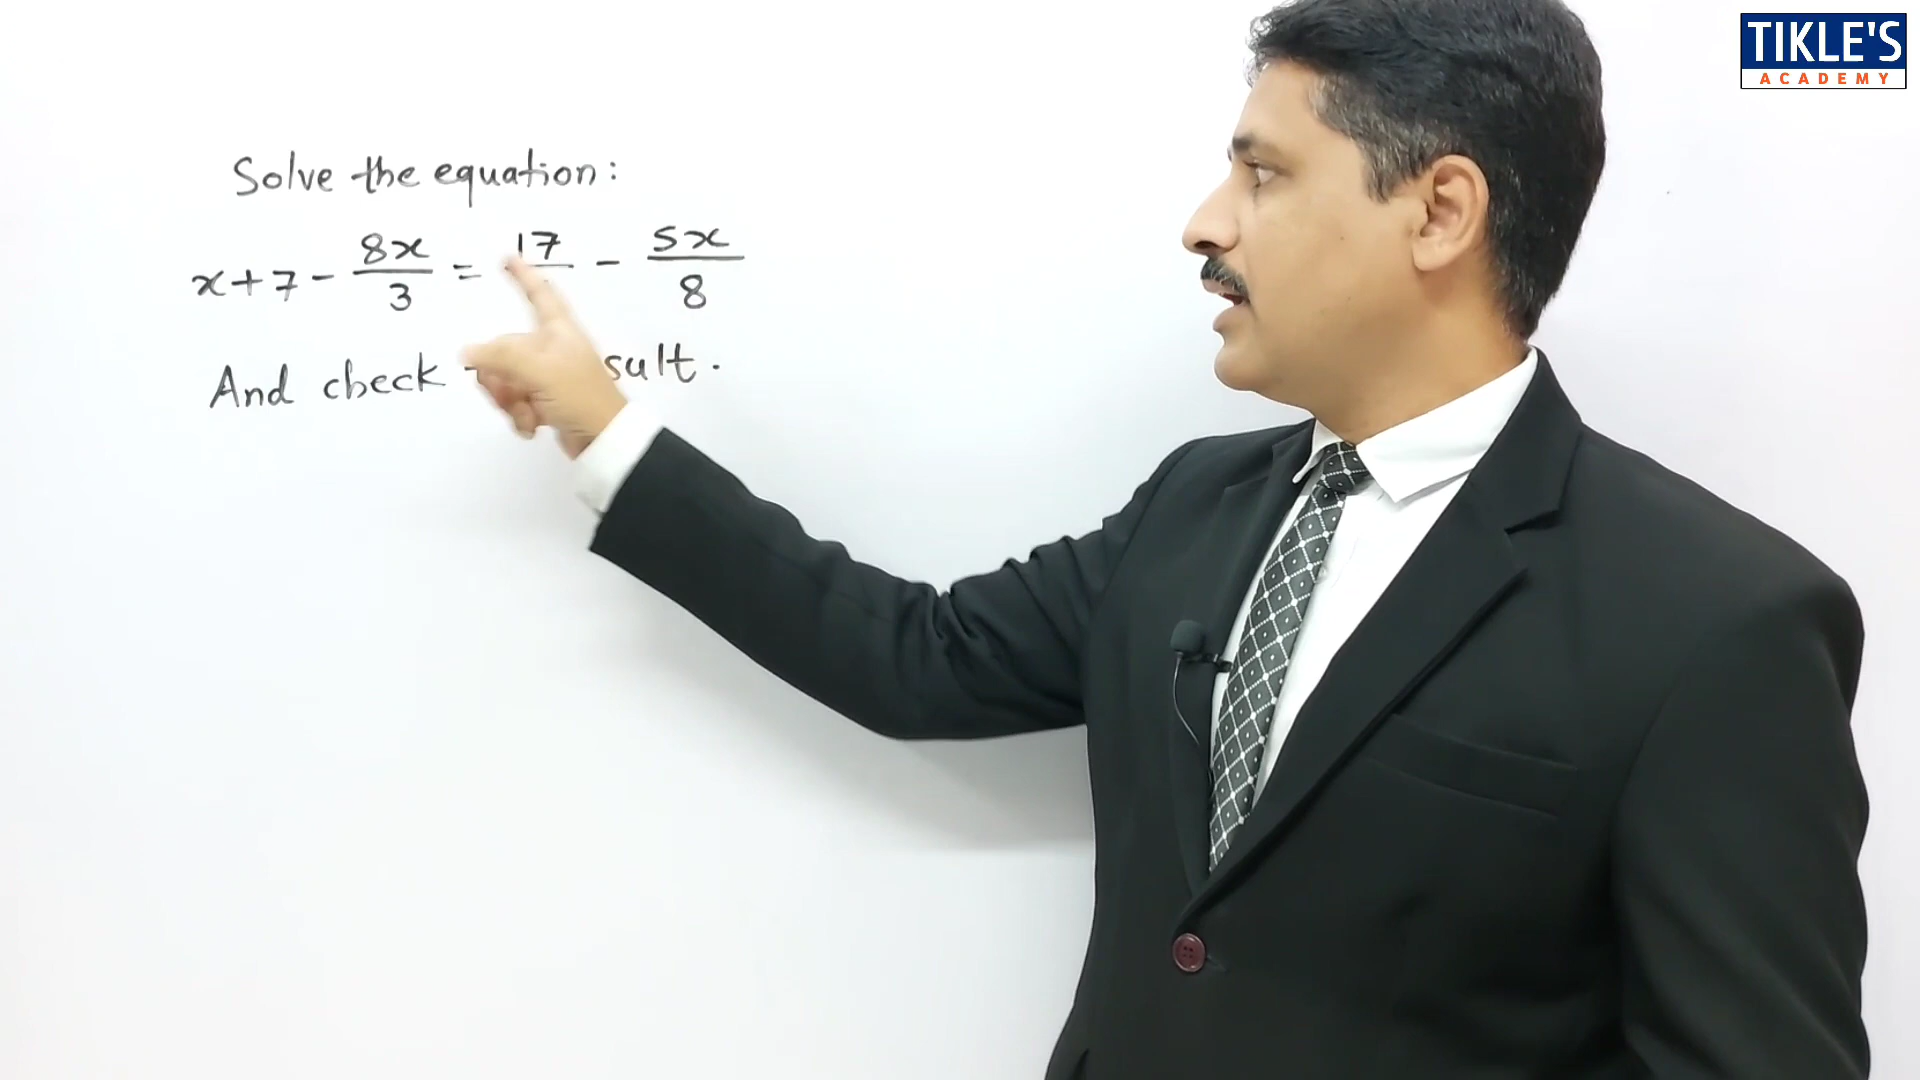 TIKLE'S
ACADEMY
Solve the equation:
x+7-8x/3=17/ -5x/8
And check sult.